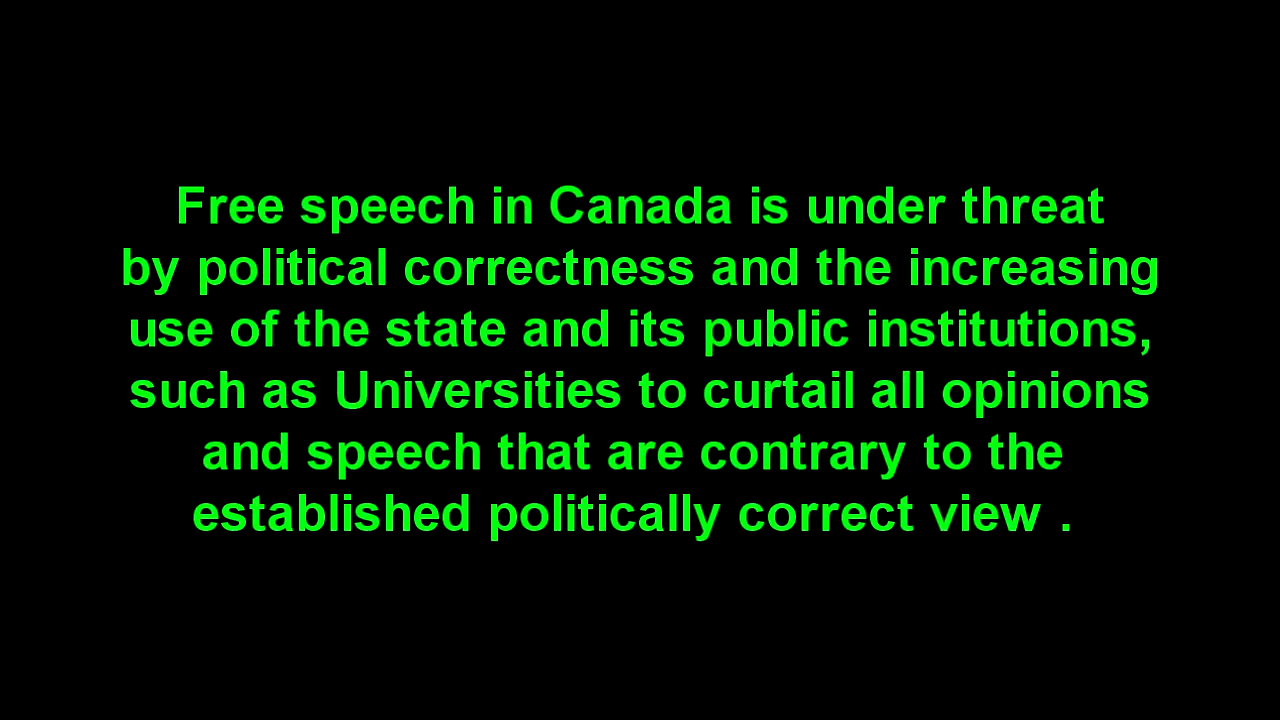 Free speech in Canada is under threat
by political correctness and the increasing
use of the state and its public institutions,
such as Universities to curtail all opinions
and speech that are contrary to the
established politically correct view .